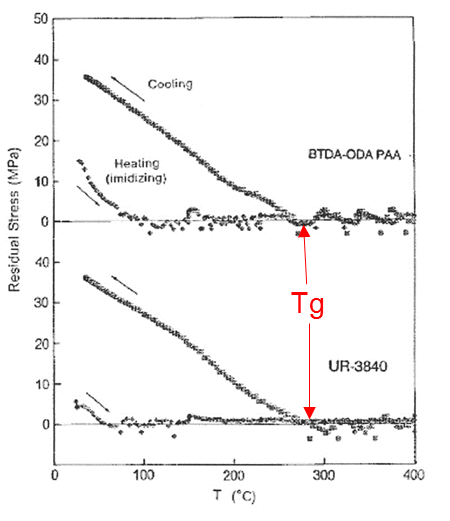 50
40
Cooling
30
20
Heating
(imidizing)
BTDA-ODA PAA
10
0
Residual Stress (MPa)
40
Tg
30
20
UR-3840
10
0
0 100 200 300 400
T (°C)